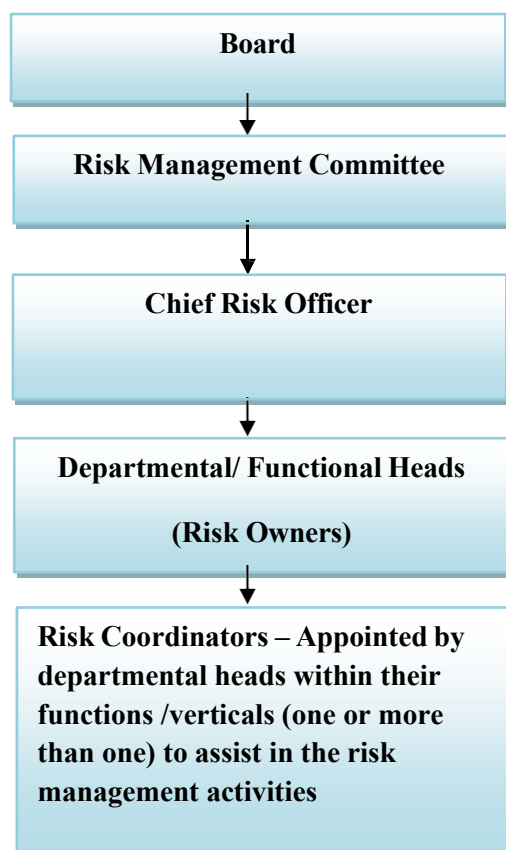 Board
Risk Management Committee
Chief Risk Officer
Departmental/ Functional Heads
(Risk Owners)
Risk Coordinators – Appointed by
departmental heads within their
functions /verticals (one or more
than one) to assist in the risk
management activities